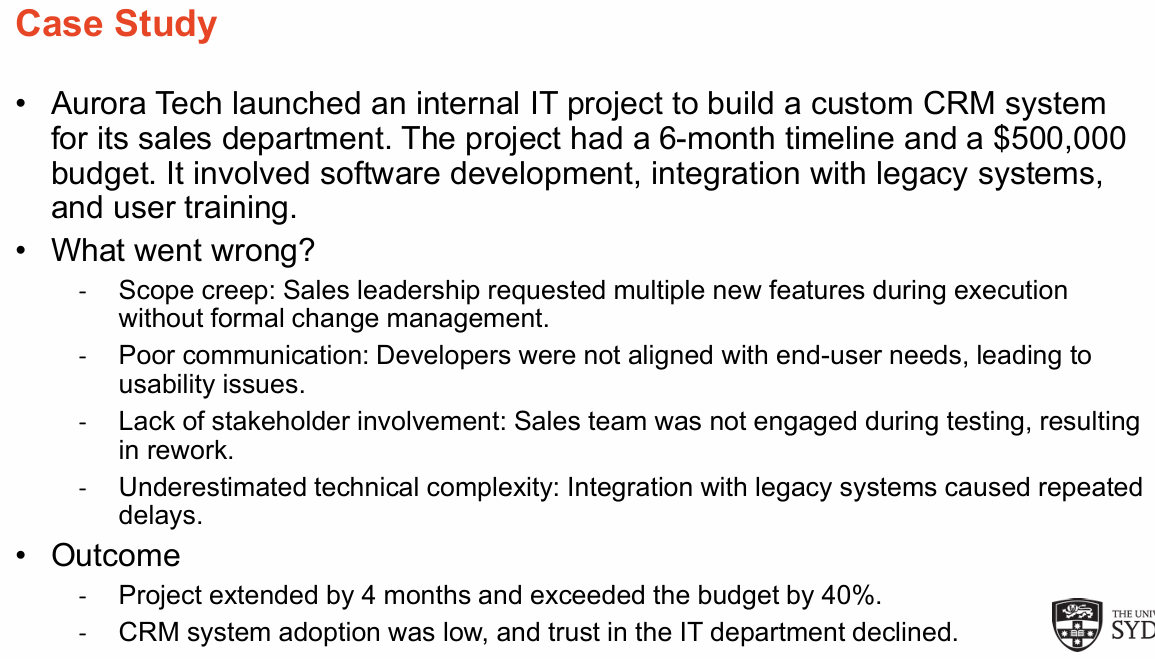 Case Study
• Aurora Tech launched an internal IT project to build a custom CRM system
for its sales department. The project had a 6-month timeline and a $500,000
budget. It involved software development, integration with legacy systems,
and user training.
• What went wrong?
- Scope creep: Sales leadership requested multiple new features during execution
without formal change management.
- Poor communication: Developers were not aligned with end-user needs, leading to
usability issues.
- Lack of stakeholder involvement: Sales team was not engaged during testing, resulting
in rework.
- Underestimated technical complexity: Integration with legacy systems caused repeated
delays.
• Outcome
- Project extended by 4 months and exceeded the budget by 40%.
- CRM system adoption was low, and trust in the IT department declined.
THE UNI
SYD